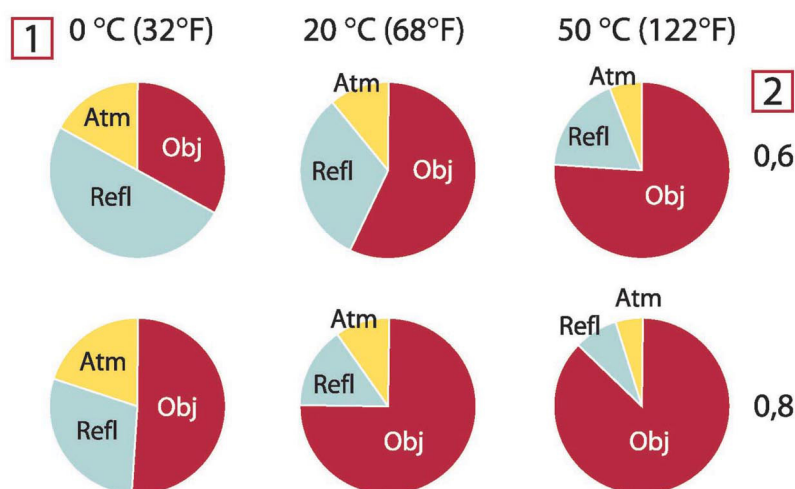 1 0 °C (32°F) 20 °C (68°F) 50 °C (122°F)
2
Atm Obj Refl
Atm Obj Refl
Atm Refl Obj
0,6
Atm Obj Refl
Atm Refl Obj
Atm Refl Obj
0,8